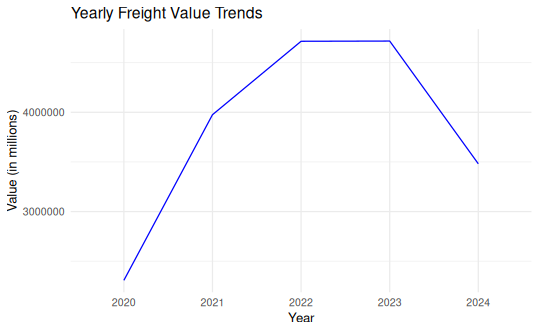 Yearly Freight Value Trends
Value (in millions)
4000000
3000000
2020 2021 2022 2023 2024
Year